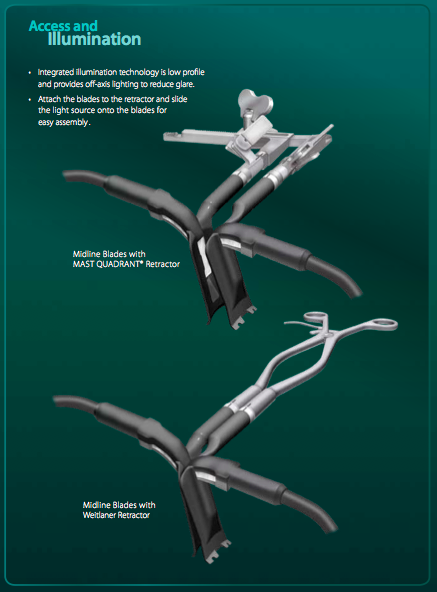 Access and
Illumination
• Integrated illumination technology is low profile
and provides off-axis lighting to reduce glare.
• Attach the blades to the retractor and slide
the light source onto the blades for
easy assembly.
Midline Blades with
MAST QUADRANT® Retractor
Midline Blades with
Weitlaner Retractor